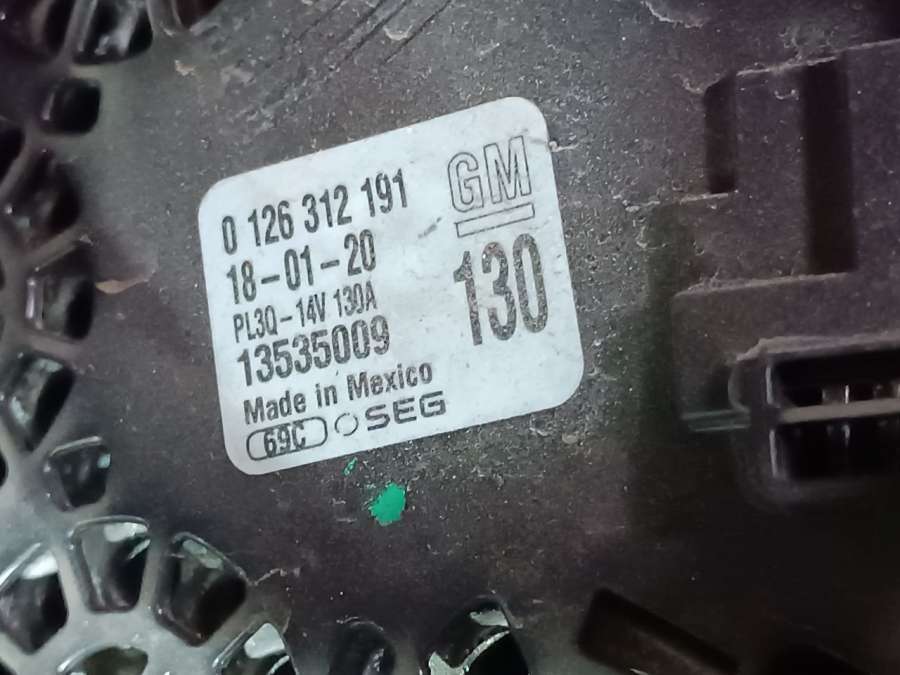 0 126 312 191
GM
18-01-20
130
PL3Q-14V 130A
13535009
Made in Mexico
69C SEG